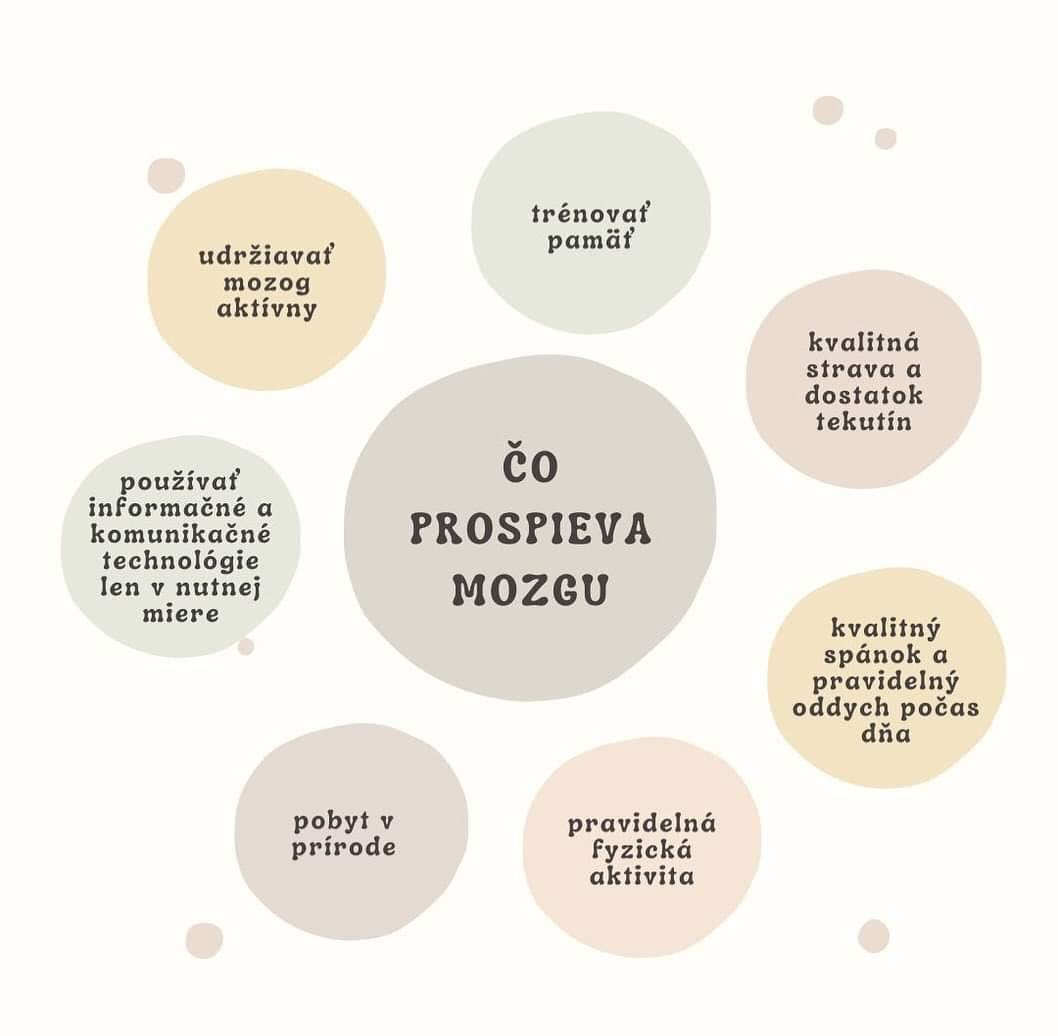 trénovať
pamäť
udržiavať
mozog
aktívny
kvalitná
strava a
dostatok
tekutín
ČO
PROSPIEVA
MOZGU
používať
informačné a
komunikačné
technológie
len v nutnej
miere
kvalitný
spánok a
pravidelný
oddych počas
dňa
pobyt v
prírode
pravidelná
fyzická
aktivita